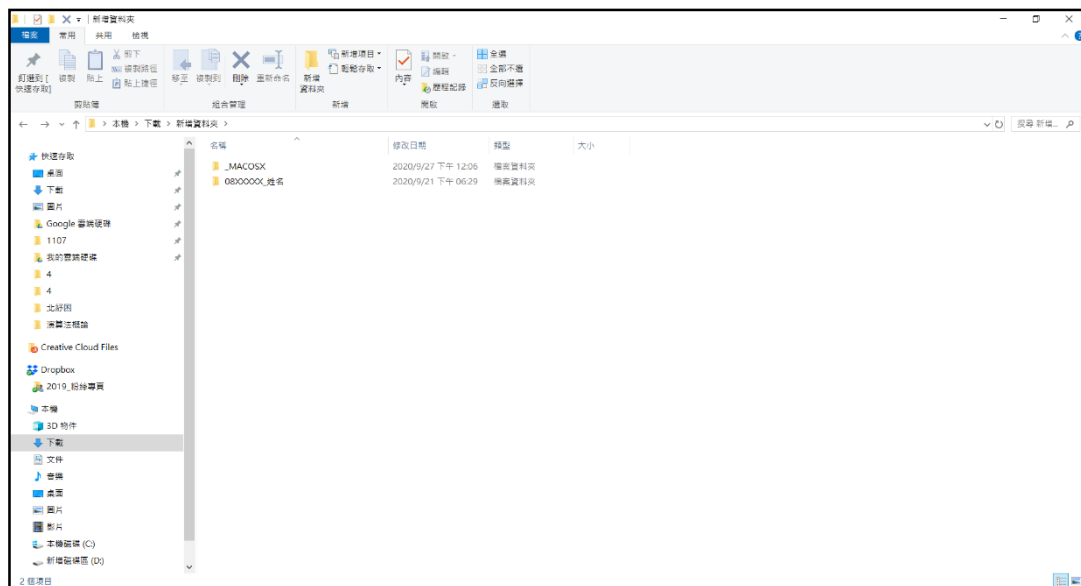 新增資料夾
檔案 常用 共用 檢視
釘選到 [快速存取]
複製
貼上
剪下
複製路徑
貼上捷徑
剪貼簿
移至
複製到
刪除
重新命名
組合管理
新增資料夾
新增項目
輕鬆存取
新增
內容
開啟
編輯
歷程記錄
開啟
全選
全部不選
反向選擇
選取
本機 > 下載 > 新增資料夾 >
搜尋 新增...
名稱 修改日期 類型 大小
_MACOSX 2020/9/27 下午 12:06 檔案資料夾
08XXXXX_姓名 2020/9/21 下午 06:29 檔案資料夾
快速存取
桌面
下載
圖片
Google 雲端硬碟
1107
我的雲端硬碟
4
4
北舒困
演算法概論
Creative Cloud Files
Dropbox
2019_粉絲專頁
本機
3D 物件
下載
文件
音樂
桌面
圖片
影片
本機磁碟 (C:)
新增磁碟區 (D:)
2 個項目